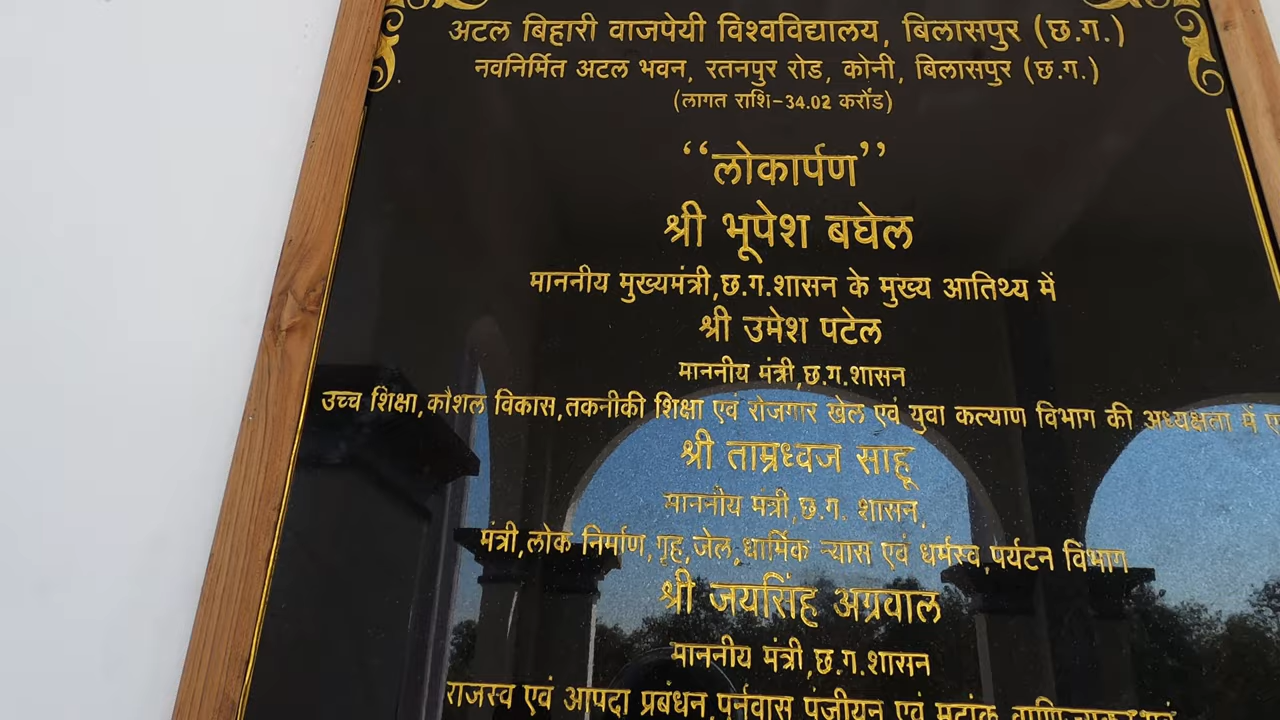 अटल बिहारी वाजपेयी विश्वविद्यालय, बिलासपुर (छ.ग.)
नवनिर्मित अटल भवन, रतनपुर रोड, कोनी, बिलासपुर (छ.ग.)
(लागत राशि-34.02 करोंड)
“लोकार्पण”
श्री भूपेश बघेल
माननीय मुख्यमंत्री,छ.ग.शासन के मुख्य आतिथ्य में
श्री उमेश पटेल
माननीय मंत्री,छ.ग.शासन
उच्च शिक्षा,कौशल विकास,तकनीकी शिक्षा एवं रोजगार खेल एवं युवा कल्याण विभाग की अध्यक्षता में
श्री ताम्रध्वज साहू
माननीय मंत्री,छ.ग. शासन,
मंत्री,लोक निर्माण,गृह,जेल,धार्मिक न्यास एवं धर्मस्व,पर्यटन विभाग
श्री जयसिंह अग्रवाल
माननीय मंत्री,छ.ग.शासन
राजस्व एवं आपदा प्रबंधन,पुर्नवास पंजीयन एवं